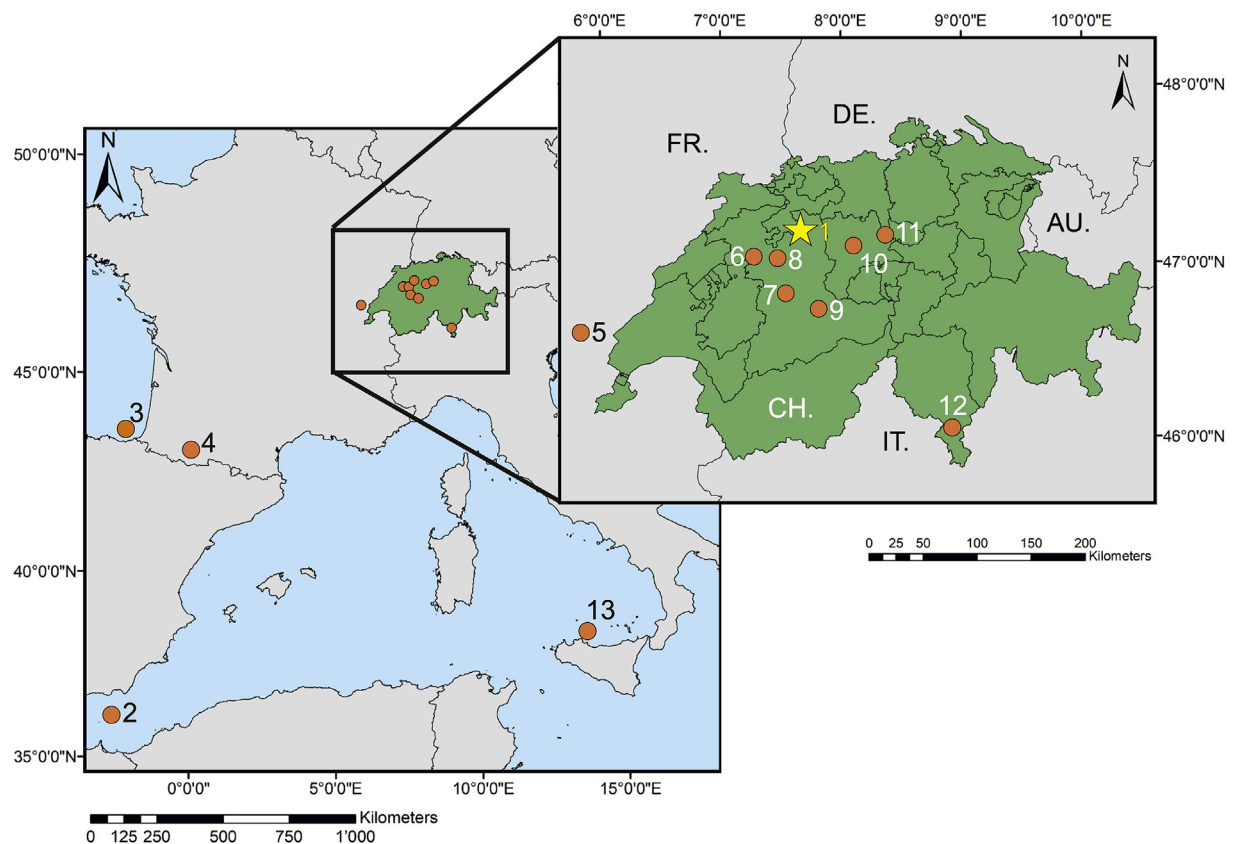 6°0'0"E 7°0'0"E 8°0'0"E 9°0'0"E 10°0'0"E
N
48°0'0"N
DE.
FR.
AU.
1
11
6
8
10
47°0'0"N
7
9
5
12
CH.
IT.
46°0'0"N
N
50°0'0"N
45°0'0"N
3
4
40°0'0"N
13
2
35°0'0"N
0°0'0" 5°0'0"E 10°0'0"E 15°0'0"E
0 25 50 100 150 200
Kilometers
Kilometers
0 125 250 500 750 1'000